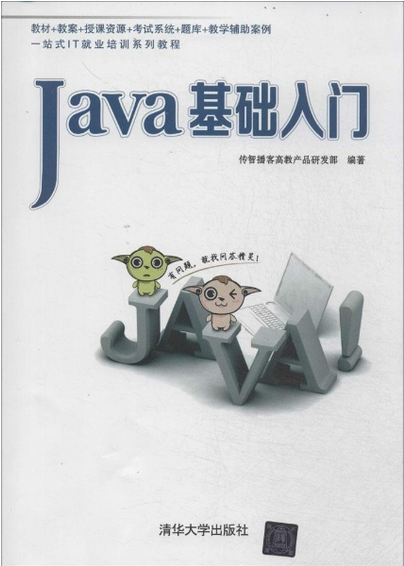 教材+教案+授课资源+考试系统+题库+教学辅助案例
一站式IT就业培训系列教程
Java基础入门
传智播客高教产品研发部 编著
有问题，就找问答精灵!
JAVA!
清华大学出版社